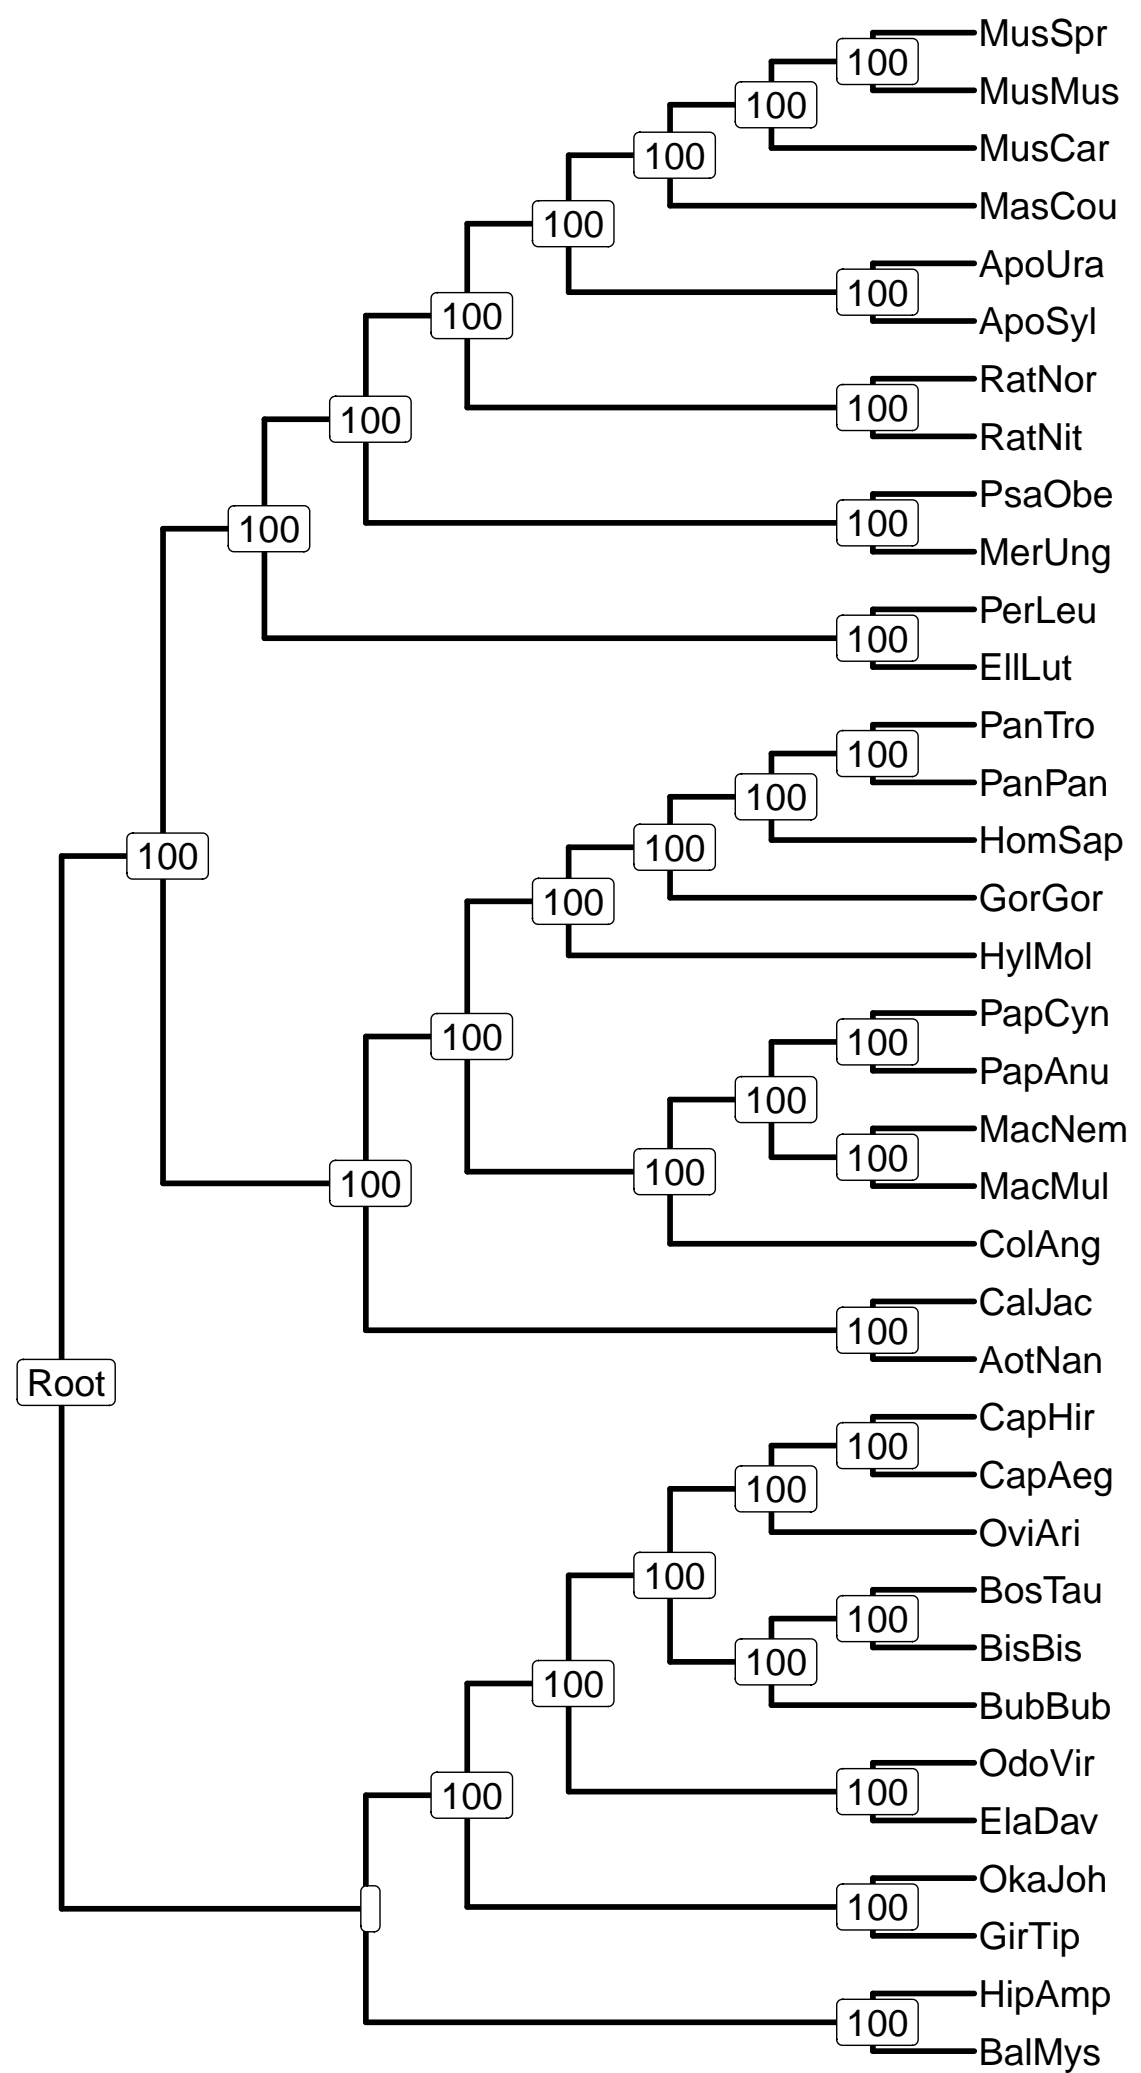 MusSpr
100
MusMus
100
MusCar
100
MasCou
100
ApoUra
100
ApoSyl
100
RatNor
100
100
RatNit
PsaObe
100
100
MerUng
PerLeu
100
EllLut
PanTro
100
PanPan
100
HomSap
100
100
GorGor
100
HylMol
PapCyn
100
100
PapAnu
100
MacNem
100
100
100
MacMul
ColAng
CalJac
100
AotNan
Root
CapHir
100
CapAeg
100
OviAri
100
BosTau
100
BisBis
100
100
BubBub
OdoVir
100
100
ElaDav
OkaJoh
100
GirTip
HipAmp
100
BalMys